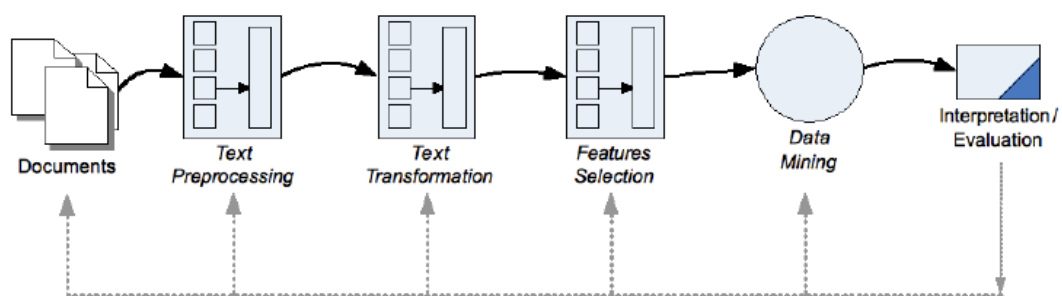 Documents
Text
Preprocessing
Text
Transformation
Features
Selection
Data
Mining
Interpretation /
Evaluation